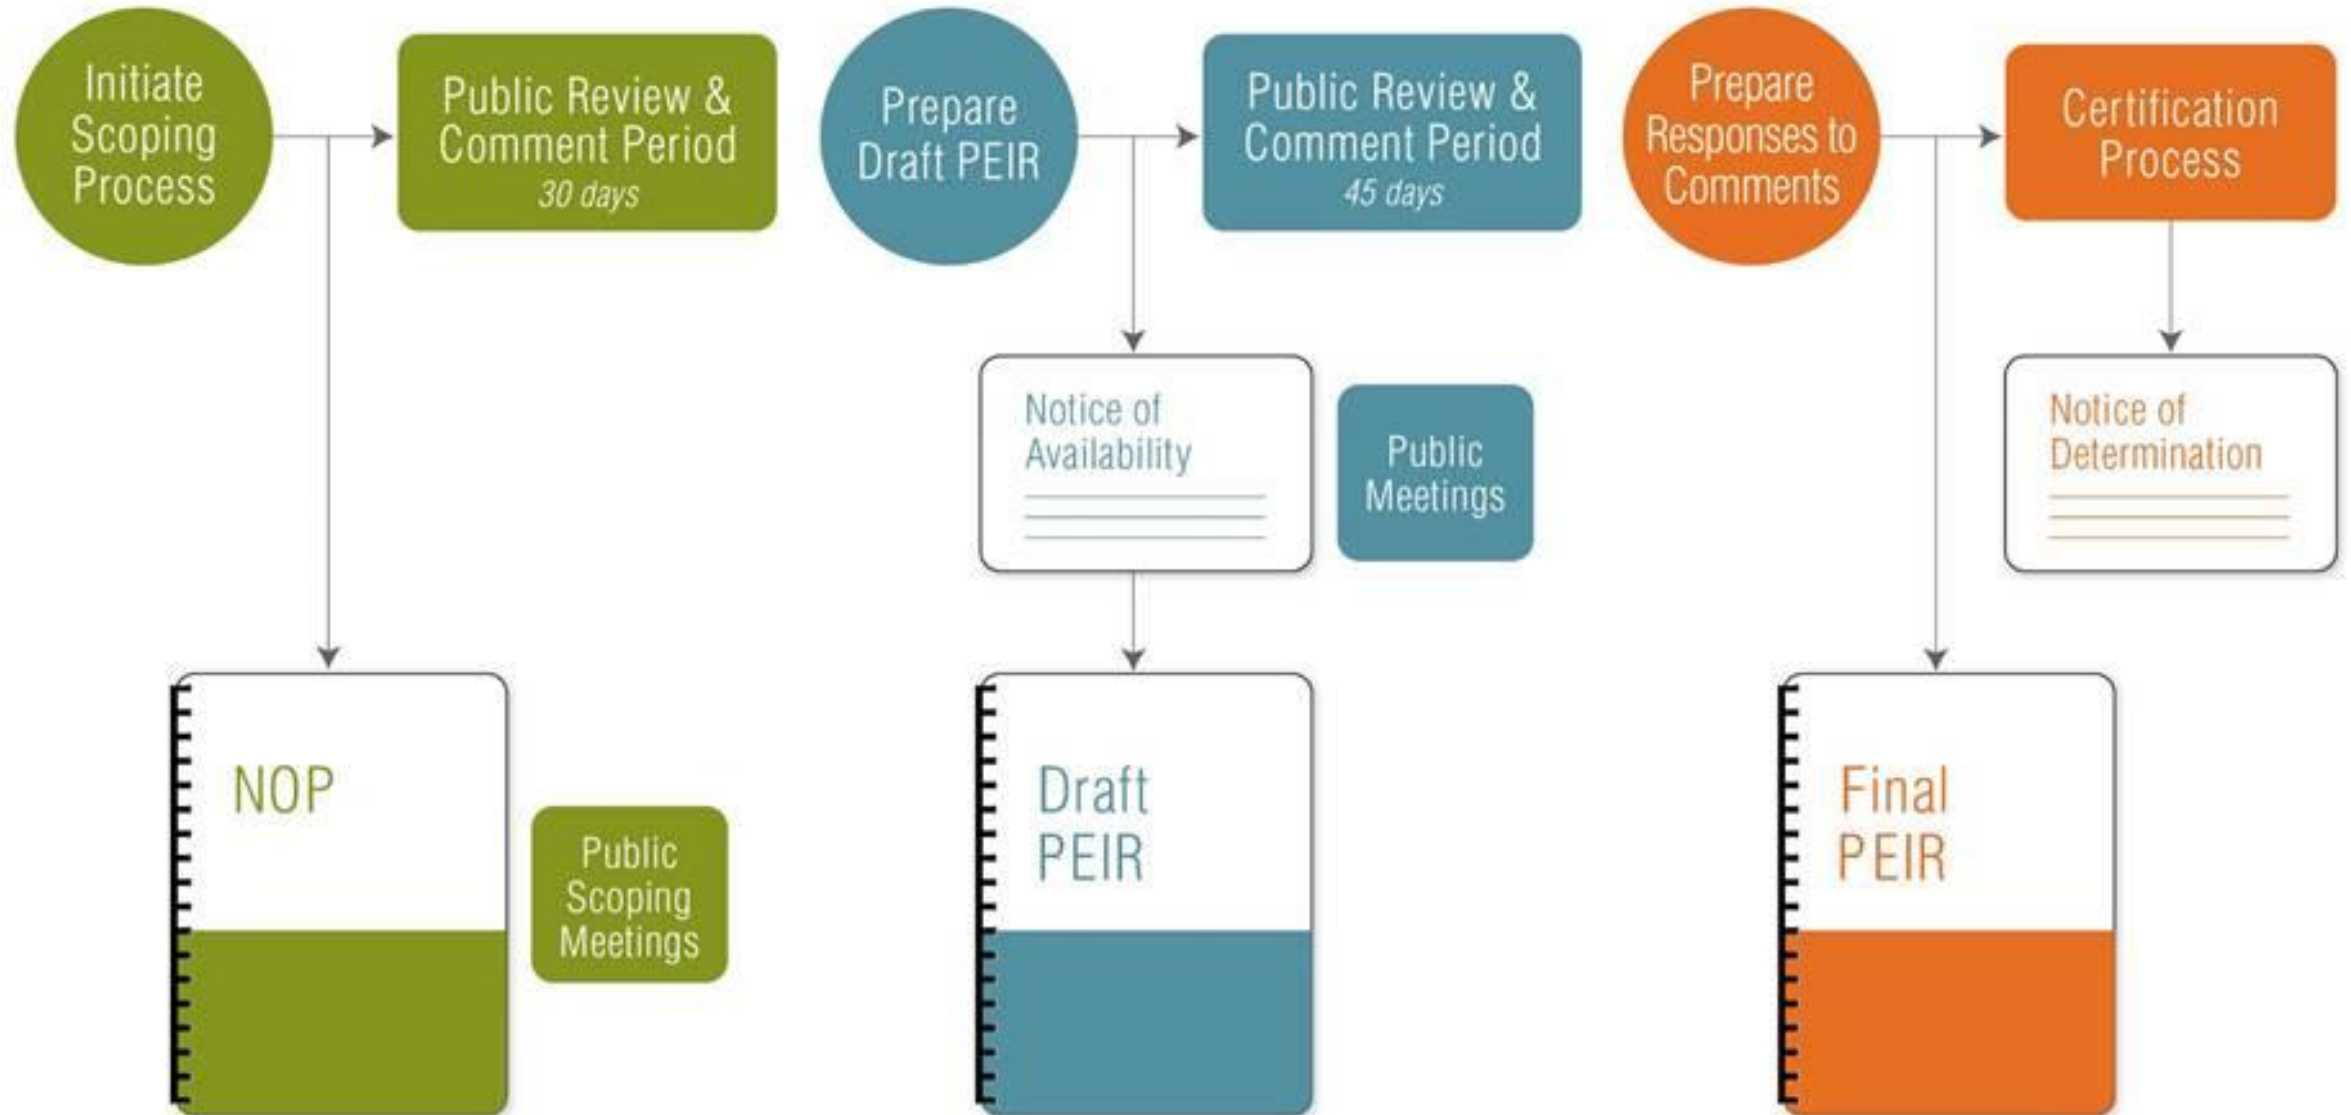 Initiate
Scoping
Process
Public Review &
Comment Period
30 days
NOP
Public
Scoping
Meetings
Prepare
Draft PEIR
Public Review &
Comment Period
45 days
Notice of
Availability
Public
Meetings
Draft
PEIR
Prepare
Responses to
Comments
Certification
Process
Notice of
Determination
Final
PEIR